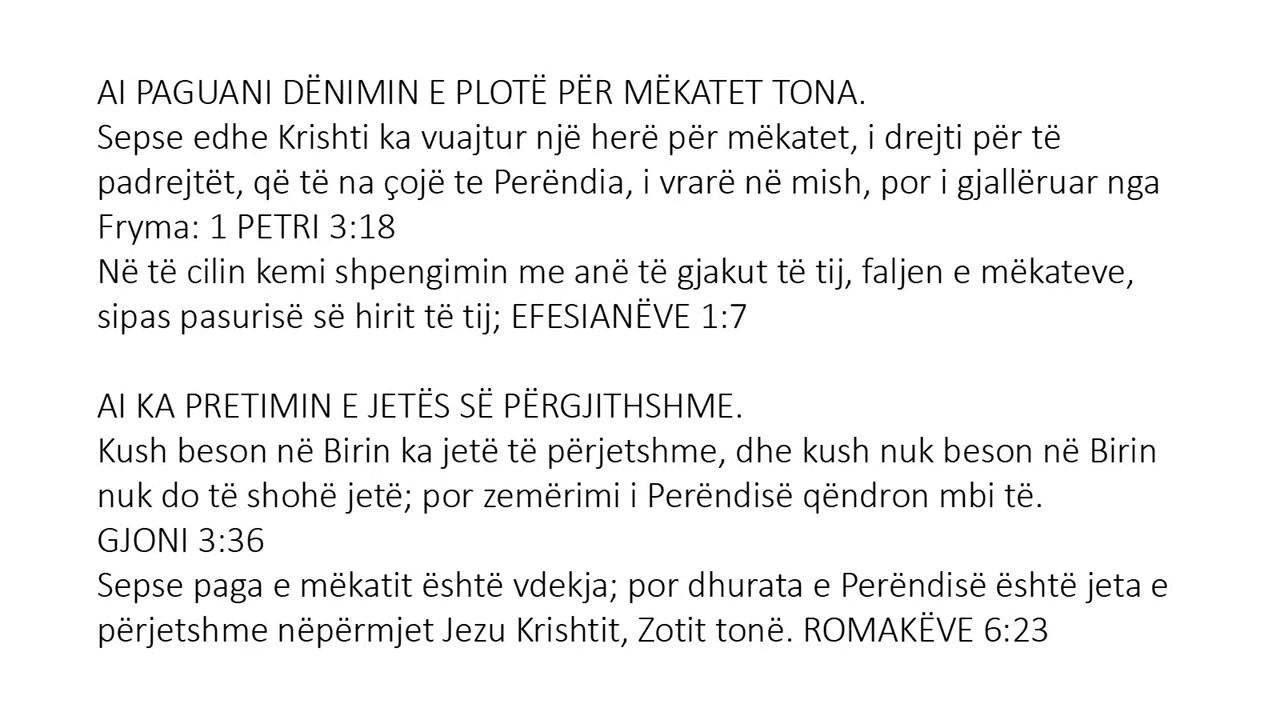 AI PAGUANI DËNIMIN E PLOTË PËR MËKATET TONA.
Sepse edhe Krishti ka vuajtur një herë për mëkatet, i drejti për të
padrejtët, që të na çojë te Perëndia, i vrarë në mish, por i gjallëruar nga
Fryma: 1 PETRI 3:18
Në të cilin kemi shpengimin me anë të gjakut të tij, faljen e mëkateve,
sipas pasurisë së hirit të tij; EFESIANËVE 1:7
AI KA PRETIMIN E JETËS SË PËRGJITHSHME.
Kush beson në Birin ka jetë të përjetshme, dhe kush nuk beson në Birin
nuk do të shohë jetë; por zemërimi i Perëndisë qëndron mbi të.
GJONI 3:36
Sepse paga e mëkatit është vdekja; por dhurata e Perëndisë është jeta e
përjetshme nëpërmjet Jezu Krishtit, Zotit tonë. ROMAKËVE 6:23